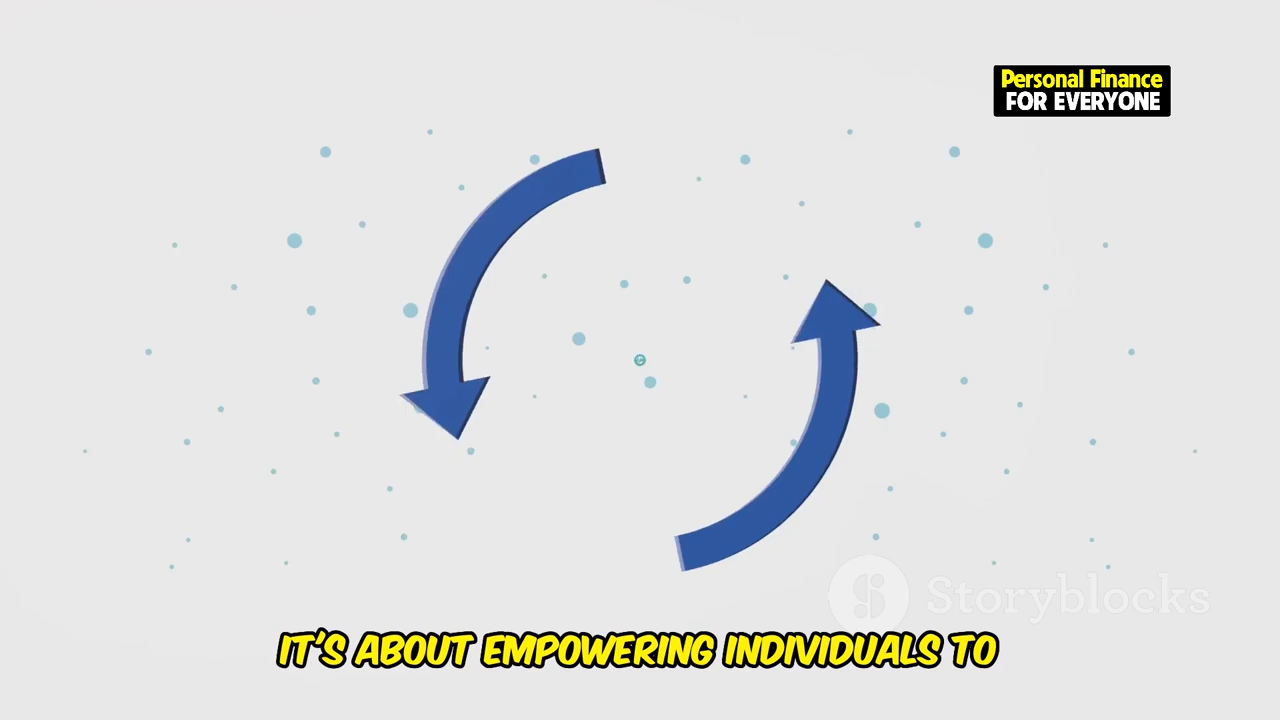 Personal Finance
FOR EVERYONE
Storyblocks
IT'S ABOUT EMPOWERING INDIVIDUALS TO